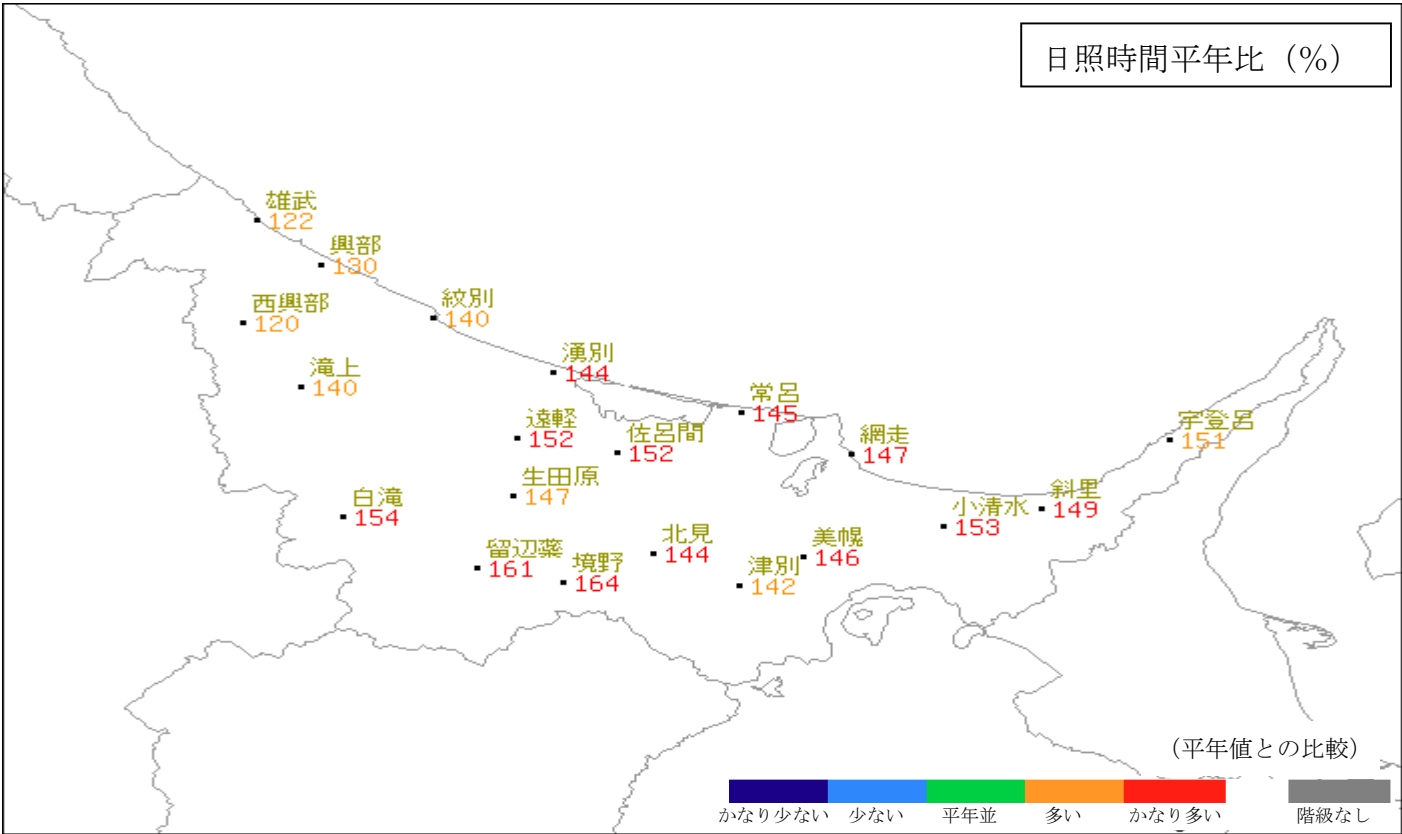 日照時間平年比（％）
雄武
122
興部
130
西興部
120
紋別
140
滝上
140
湧別
144
常呂
145
遠軽
152
佐呂間
152
網走
147
宇登呂
151
生田原
147
白滝
154
小清水
153
斜里
149
留辺蘂
161
境野
164
北見
144
津別
142
美幌
146
（平年値との比較）
かなり少ない 少ない 平年並 多い かなり多い 階級なし